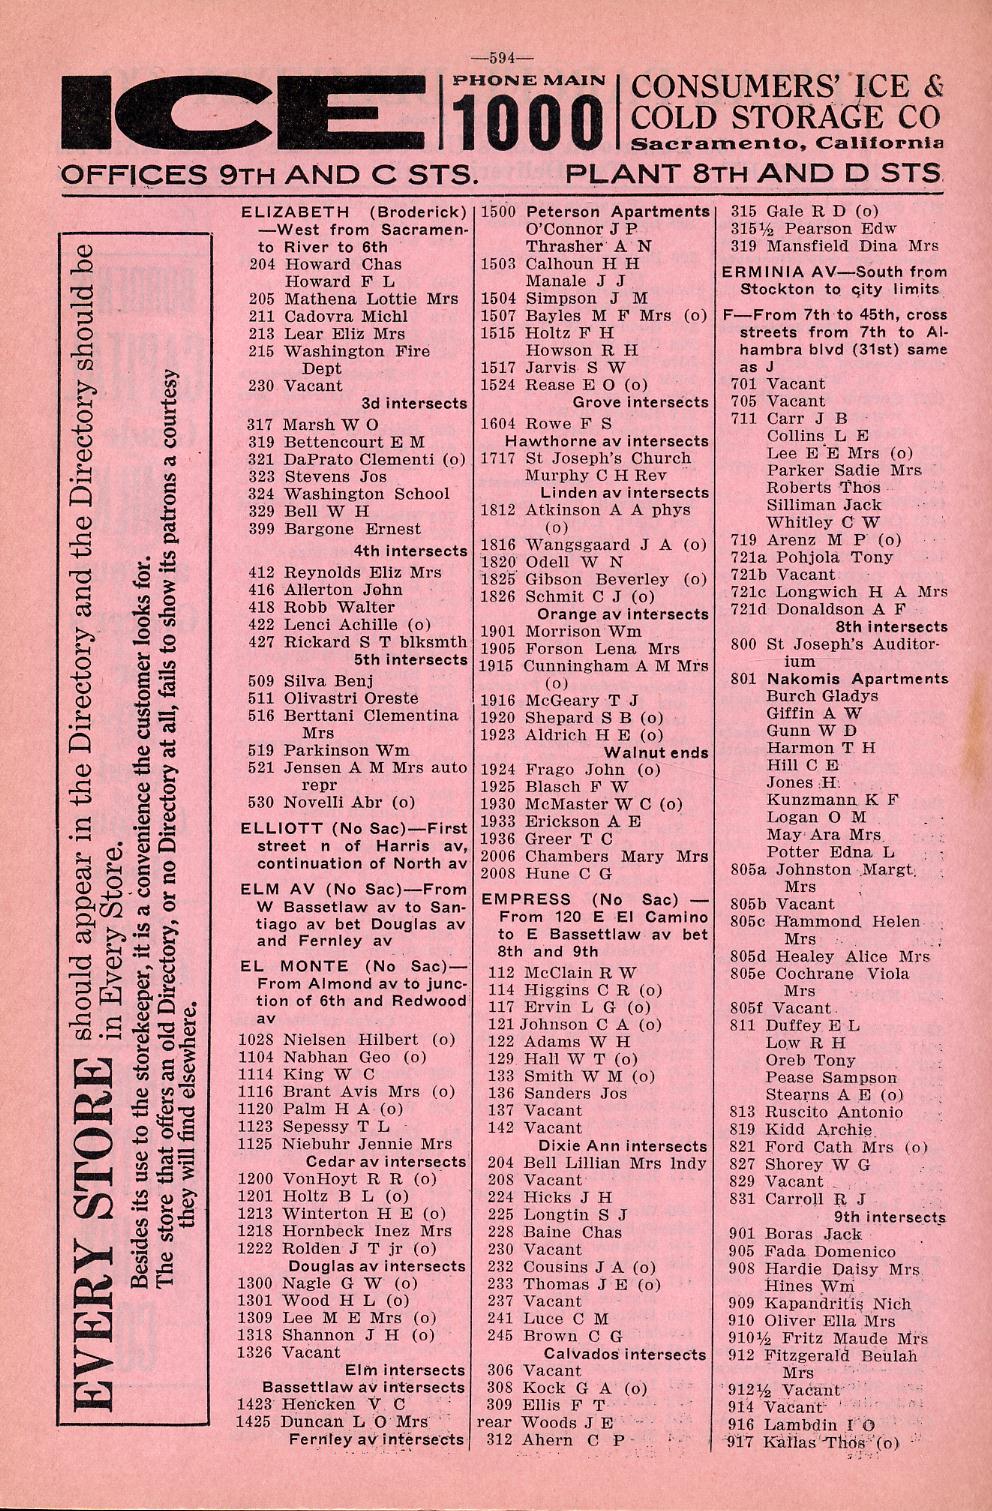 —594—
ICE
PHONE MAIN
1000
CONSUMERS' ICE &
COLD STORAGE CO
Sacramento, California
OFFICES 9TH AND C STS.
PLANT 8TH AND D STS.
EVERY STORE should appear in the Directory and the Directory should be
in Every Store.
Besides its use to the storekeeper, it is a convenience the customer looks for.
The store that offers an old Directory, or no Directory at all, fails to show its patrons a courtesy
they will find elsewhere.
ELIZABETH (Broderick)
—West from Sacramen-
to River to 6th
204 Howard Chas
Howard F L
205 Mathena Lottie Mrs
211 Cadovra Michl
213 Lear Eliz Mrs
215 Washington Fire
Dept
230 Vacant
3d intersects
317 Marsh W O
319 Bettencourt E M
321 DaPrato Clementi (o)
323 Stevens Jos
324 Washington School
329 Bell W H
399 Bargone Ernest
4th intersects
412 Reynolds Eliz Mrs
416 Allerton John
418 Robb Walter
422 Lenci Achille (o)
427 Rickard S T blksmth
5th intersects
509 Silva Benj
511 Olivastri Oreste
516 Berttani Clementina
Mrs
519 Parkinson Wm
521 Jensen A M Mrs auto
repr
530 Novelli Abr (o)
ELLIOTT (No Sac)—First
street n of Harris av,
continuation of North av
ELM AV (No Sac)—From
W Bassetlaw av to San-
tiago av bet Douglas av
and Fernley av
EL MONTE (No Sac)—
From Almond av to junc-
tion of 6th and Redwood
av
1028 Nielsen Hilbert (o)
1104 Nabhan Geo (o)
1114 King W C
1116 Brant Avis Mrs (o)
1120 Palm H A (o)
1123 Sepessy T L
1125 Niebuhr Jennie Mrs
Cedar av intersects
1200 VonHoyt R R (o)
1201 Holtz B L (o)
1213 Winterton H E (o)
1218 Hornbeck Inez Mrs
1222 Rolden J T jr (o)
Douglas av intersects
1300 Nagle G W (o)
1301 Wood H L (o)
1309 Lee M E Mrs (o)
1318 Shannon J H (o)
1326 Vacant
Elm intersects
Bassettlaw av intersects
1423 Hencken V C
1425 Duncan L O Mrs
Fernley av intersects
1500 Peterson Apartments
O'Connor J P
Thrasher A N
1503 Calhoun H H
Manale J J
1504 Simpson J M
1507 Bayles M F Mrs (o)
1515 Holtz F H
Howson R H
1517 Jarvis S W
1524 Rease E O (o)
Grove intersects
1604 Rowe F S
Hawthorne av intersects
1717 St Joseph's Church
Murphy C H Rev
Linden av intersects
1812 Atkinson A A phys
(o)
1816 Wangsgaard J A (o)
1820 Odell W N
1825 Gibson Beverley (o)
1826 Schmit C J (o)
Orange av intersects
1901 Morrison Wm
1905 Forson Lena Mrs
1915 Cunningham A M Mrs
(o)
1916 McGeary T J
1920 Shepard S B (o)
1923 Aldrich H E (o)
Walnut ends
1924 Frago John (o)
1925 Blasch F W
1930 McMaster W C (o)
1933 Erickson A E
1936 Greer T C
2006 Chambers Mary Mrs
2008 Hune C G
EMPRESS (No Sac) —
From 120 E El Camino
to E Bassettlaw av bet
8th and 9th
112 McClain R W
114 Higgins C R (o)
117 Ervin L G (o)
121 Johnson C A (o)
122 Adams W H
129 Hall W T (o)
133 Smith W M (o)
136 Sanders Jos
137 Vacant
142 Vacant
Dixie Ann intersects
204 Bell Lillian Mrs lndy
208 Vacant
224 Hicks J H
225 Longtin S J
228 Baine Chas
230 Vacant
232 Cousins J A (o)
233 Thomas J E (o)
237 Vacant
241 Luce C M
245 Brown C G
Calvados intersects
306 Vacant
308 Kock G A (o)
309 Ellis F T
rear Woods J E
312 Ahern C P
315 Gale R D (o)
315½ Pearson Edw
319 Mansfield Dina Mrs
ERMINIA AV—South from
Stockton to city limits
F—From 7th to 45th, cross
streets from 7th to Al-
hambra blvd (31st) same
as J
701 Vacant
705 Vacant
711 Carr J B
Collins L E
Lee E E Mrs (o)
Parker Sadie Mrs
Roberts Thos
Silliman Jack
Whitley C W
719 Arenz M P (o)
721a Pohjola Tony
721b Vacant
721c Longwich H A Mrs
721d Donaldson A F
8th intersects
800 St Joseph's Auditor-
ium
801 Nakomis Apartments
Burch Gladys
Giffin A W
Gunn W D
Harmon T H
Hill C E
Jones H
Kunzmann K F
Logan O M
May Ara Mrs
Potter Edna L
805a Johnston Margt
Mrs
805b Vacant
805c Hammond Helen
Mrs
805d Healey Alice Mrs
805e Cochrane Viola
Mrs
805f Vacant
811 Duffey E L
Low R H
Oreb Tony
Pease Sampson
Stearns A E (o)
813 Ruscito Antonio
819 Kidd Archie
821 Ford Cath Mrs (o)
827 Shorey W G
829 Vacant
831 Carroll R J
9th intersects
901 Boras Jack
905 Fada Domenico
908 Hardie Daisy Mrs
Hines Wm
909 Kapandritis Nich
910 Oliver Ella Mrs
910½ Fritz Maude Mrs
912 Fitzgerald Beulah
Mrs
912½ Vacant
914 Vacant
916 Lambdin I O
917 Kallas Thos (o)